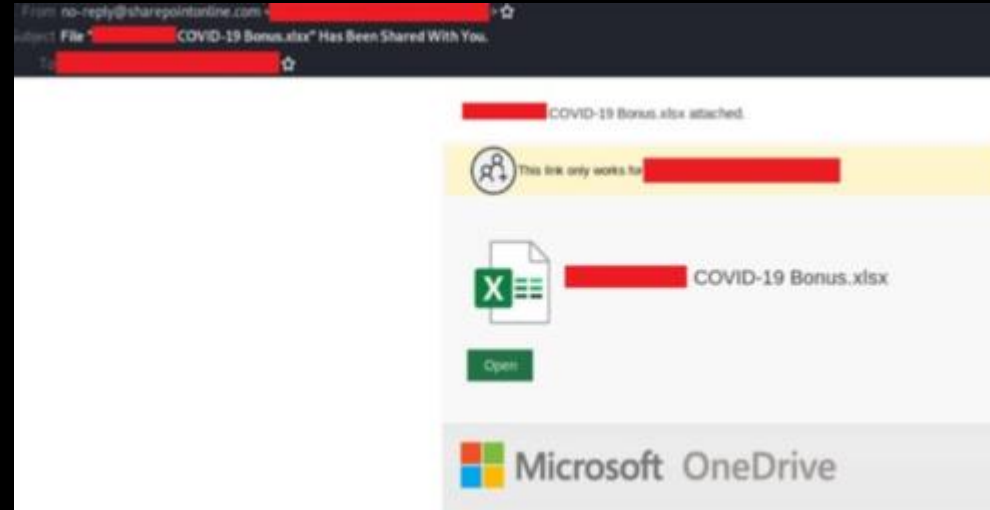 From no-reply@sharepointonline.com < >
Subject File " COVID-19 Bonus.xlsx" Has Been Shared With You.
To
COVID-19 Bonus.xlsx attached.
This link only works for
X
COVID-19 Bonus.xlsx
Open
Microsoft OneDrive